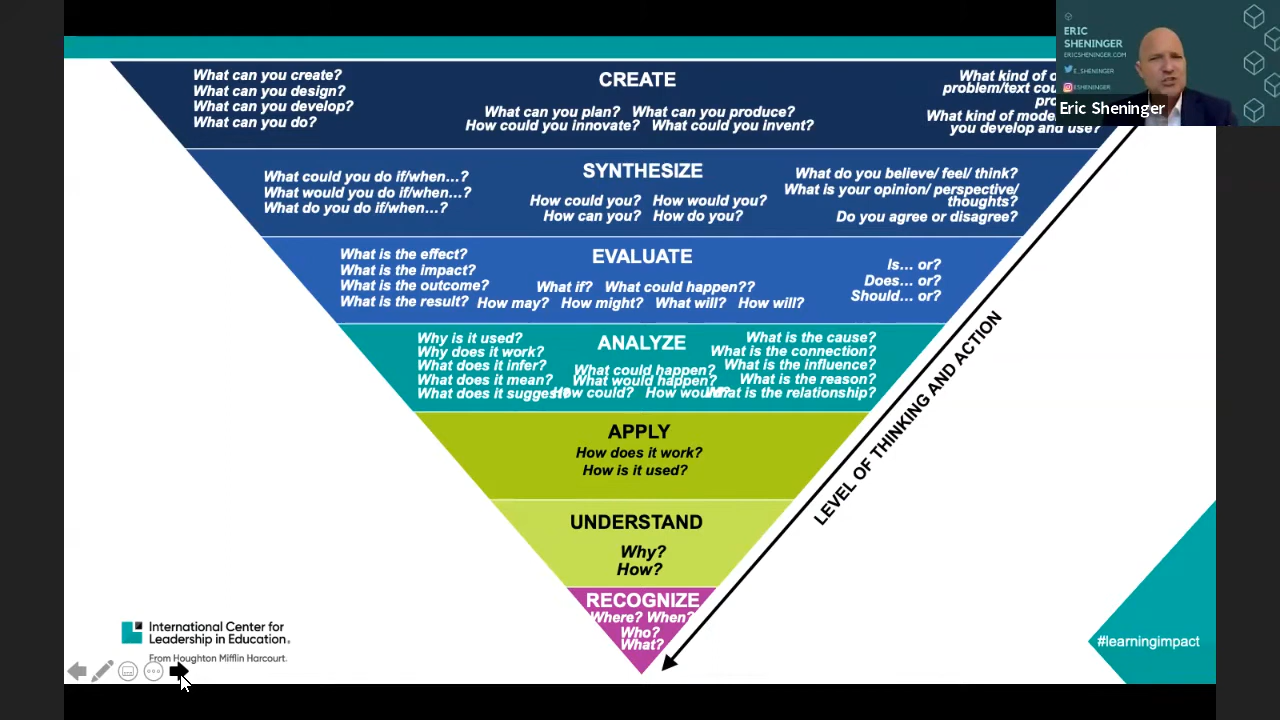 ERIC
SHENINGER
ERICSHENINGER.COM
E_SHENINGER
ESHENINGER
Eric Sheninger
CREATE
What can you create?
What can you design?
What can you develop?
What can you do?
What can you plan? What can you produce?
How could you innovate? What could you invent?
What kind of
problem/text
What kind of
you develop and use?
SYNTHESIZE
What could you do if/when…?
What would you do if/when…?
What do you do if/when…?
How could you? How would you?
How can you? How do you?
What do you believe/ feel/ think?
What is your opinion/ perspective/
thoughts?
Do you agree or disagree?
EVALUATE
What is the effect?
What is the impact?
What is the outcome?
What is the result?
What if? What could happen??
How may? How might? What will? How will?
Is… or?
Does… or?
Should… or?
ANALYZE
Why is it used?
Why does it work?
What does it infer?
What does it mean?
What does it suggest?
What could happen?
What would happen?
How could? How would?
What is the cause?
What is the connection?
What is the influence?
What is the reason?
What is the relationship?
APPLY
How does it work?
How is it used?
UNDERSTAND
Why?
How?
RECOGNIZE
Where? When?
Who?
What?
LEVEL OF THINKING AND ACTION
International Center for
Leadership in Education.
From Houghton Mifflin Harcourt.
#learningimpact